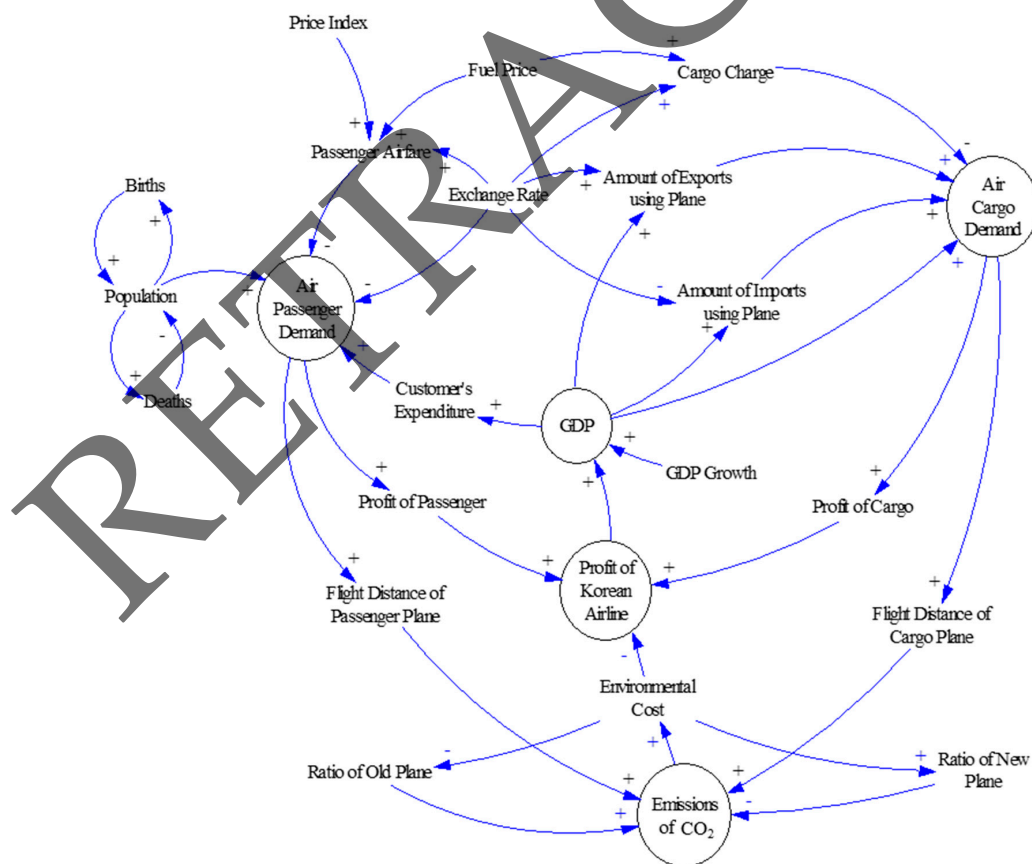 Price Index
Fuel Price
Cargo Charge
Passenger Airfare
Exchange Rate
Amount of Exports
using Plane
Air
Cargo
Demand
Births
Population
Deaths
Air
Passenger
Demand
Amount of Imports
using Plane
Customer's
Expenditure
GDP
GDP Growth
Profit of Passenger
Profit of Cargo
Profit of
Korean
Airline
Flight Distance of
Passenger Plane
Flight Distance of
Cargo Plane
Environmental
Cost
Ratio of Old Plane
Ratio of New
Plane
Emissions
of CO₂
RETRAC